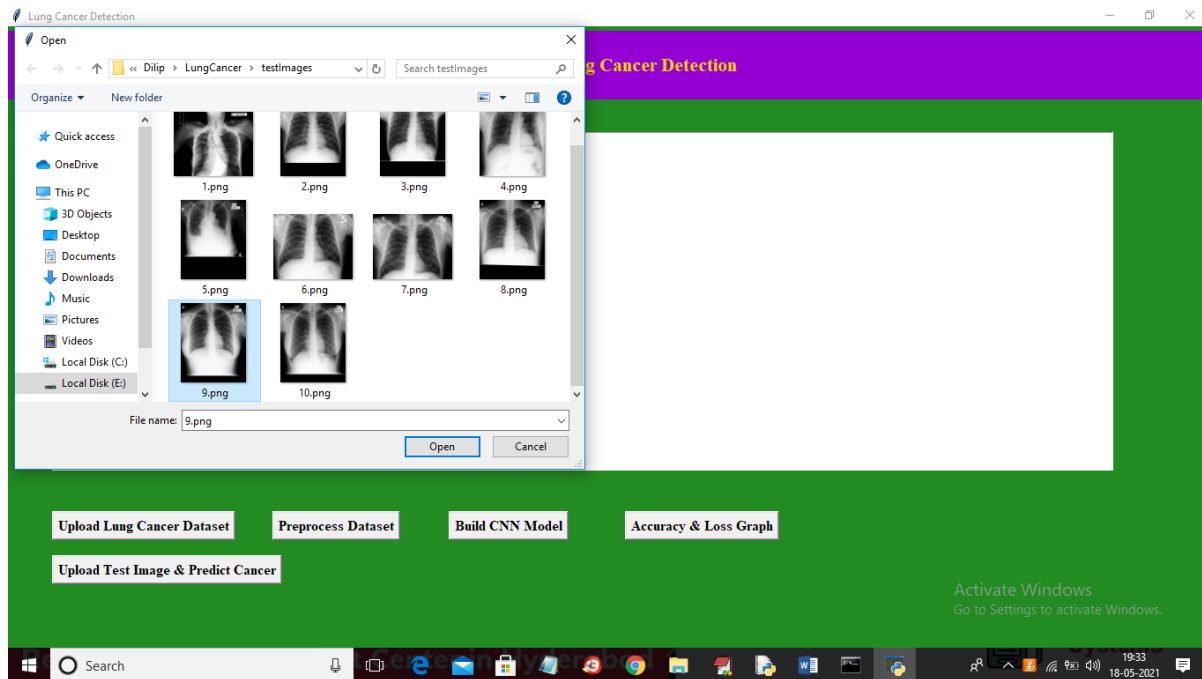 Lung Cancer Detection
Open
g Cancer Detection
« Dilip > LungCancer > testImages
Search testImages
Organize
New folder
Quick access
OneDrive
This PC
3D Objects
Desktop
Documents
Downloads
Music
Pictures
Videos
Local Disk (C:)
Local Disk (E:)
1.png
2.png
3.png
4.png
5.png
6.png
7.png
8.png
9.png
10.png
File name: 9.png
Open
Cancel
Upload Lung Cancer Dataset
Preprocess Dataset
Build CNN Model
Accuracy & Loss Graph
Upload Test Image & Predict Cancer
Activate Windows
Go to Settings to activate Windows.
Search
19:33
18-05-2021